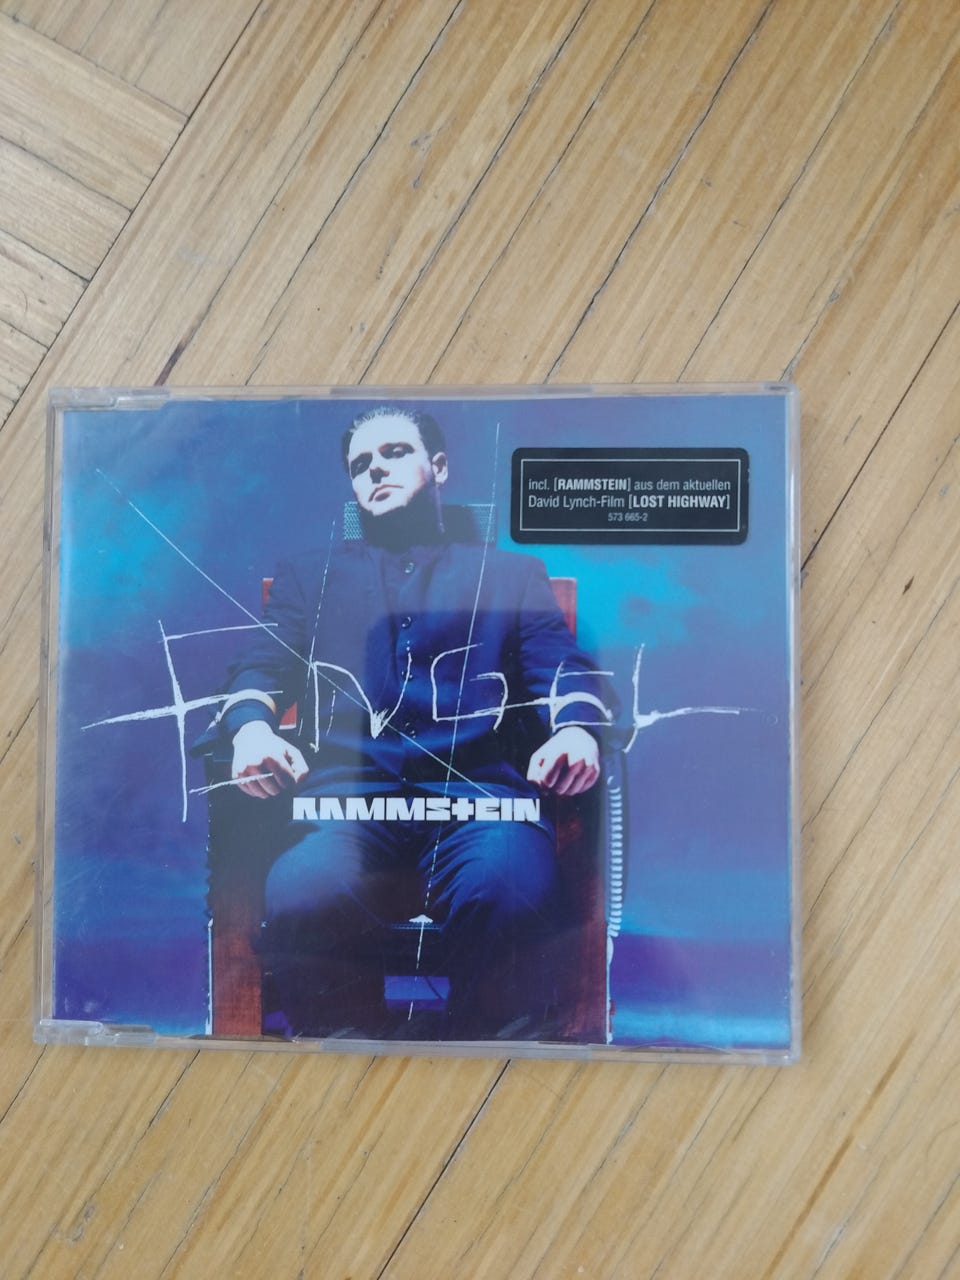 incl. [RAMMSTEIN] aus dem aktuellen
David Lynch-Film [LOST HIGHWAY]
573 665-2
ENGEL
RAMMSTEIN